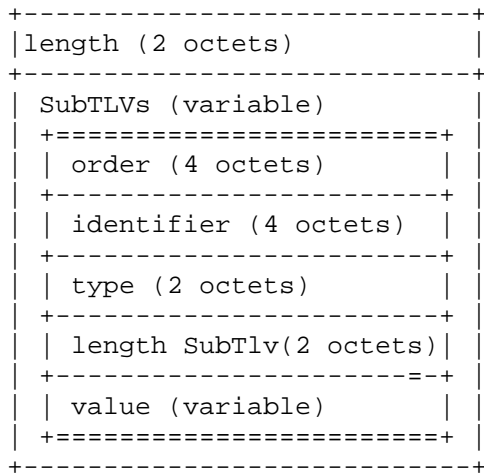 +----------------------------+
|length (2 octets)           |
+----------------------------+
| SubTLVs (variable)         |
| +========================+ |
| | order (4 octets)       | |
| +------------------------+ |
| | identifier (4 octets)  | |
| +------------------------+ |
| | type (2 octets)        | |
| +------------------------+ |
| | length SubTlv(2 octets)| |
| +----------------------=-+ |
| | value (variable)       | |
| +========================+ |
+----------------------------+